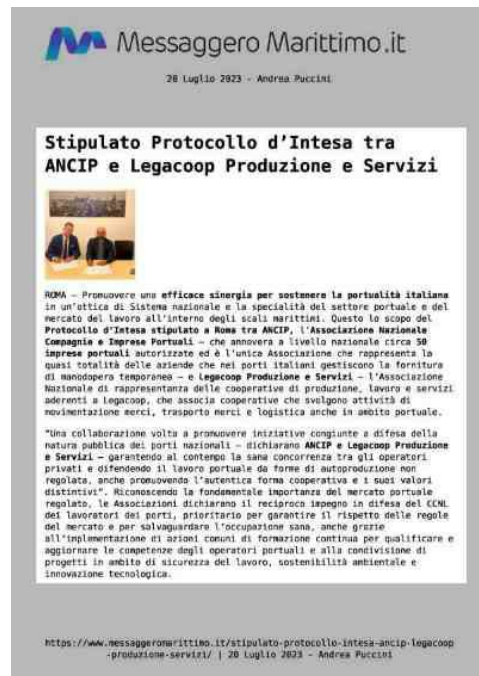 Messaggero Marittimo.it
20 Luglio 2023 - Andrea Puccini
Stipulato Protocollo d'Intesa tra
ANCIP e Legacoop Produzione e Servizi
ROMA – Promuovere una efficace sinergia per sostenere la portualità italiana
in un'ottica di Sistema nazionale e la specialità del settore portuale e del
mercato del lavoro all'interno degli scali marittimi. Questo lo scopo del
Protocollo d'Intesa stipulato a Roma tra ANCIP, l'Associazione Nazionale
Compagnie e Imprese Portuali – che annovera a livello nazionale circa 50
imprese portuali autorizzate ed è l'unica Associazione che rappresenta la
quasi totalità delle aziende che nei porti italiani gestiscono la fornitura
di manodopera temporanea – e Legacoop Produzione e Servizi – l'Associazione
Nazionale di rappresentanza delle cooperative di produzione, lavoro e servizi
aderenti a Legacoop, che associa cooperative che svolgono attività di
movimentazione merci, trasporto merci e logistica anche in ambito portuale.
"Una collaborazione volta a promuovere iniziative congiunte a difesa della
natura pubblica dei porti nazionali – dichiarano ANCIP e Legacoop Produzione
e Servizi – garantendo al contempo la sana concorrenza tra gli operatori
privati e difendendo il lavoro portuale da forme di autoproduzione non
regolata, anche promuovendo l'autentica forma cooperativa e i suoi valori
distintivi". Riconoscendo la fondamentale importanza del mercato portuale
regolato, le Associazioni dichiarano il reciproco impegno in difesa del CCNL
dei lavoratori dei porti, prioritario per garantire il rispetto delle regole
del mercato e per salvaguardare l'occupazione sana, anche grazie
all'implementazione di azioni comuni di formazione continua per qualificare e
aggiornare le competenze degli operatori portuali e alla condivisione di
progetti in ambito di sicurezza del lavoro, sostenibilità ambientale e
innovazione tecnologica.
https://www.messaggeromarittimo.it/stipulato-protocollo-intesa-ancip-legacoop
-produzione-servizi/ | 20 Luglio 2023 - Andrea Puccini